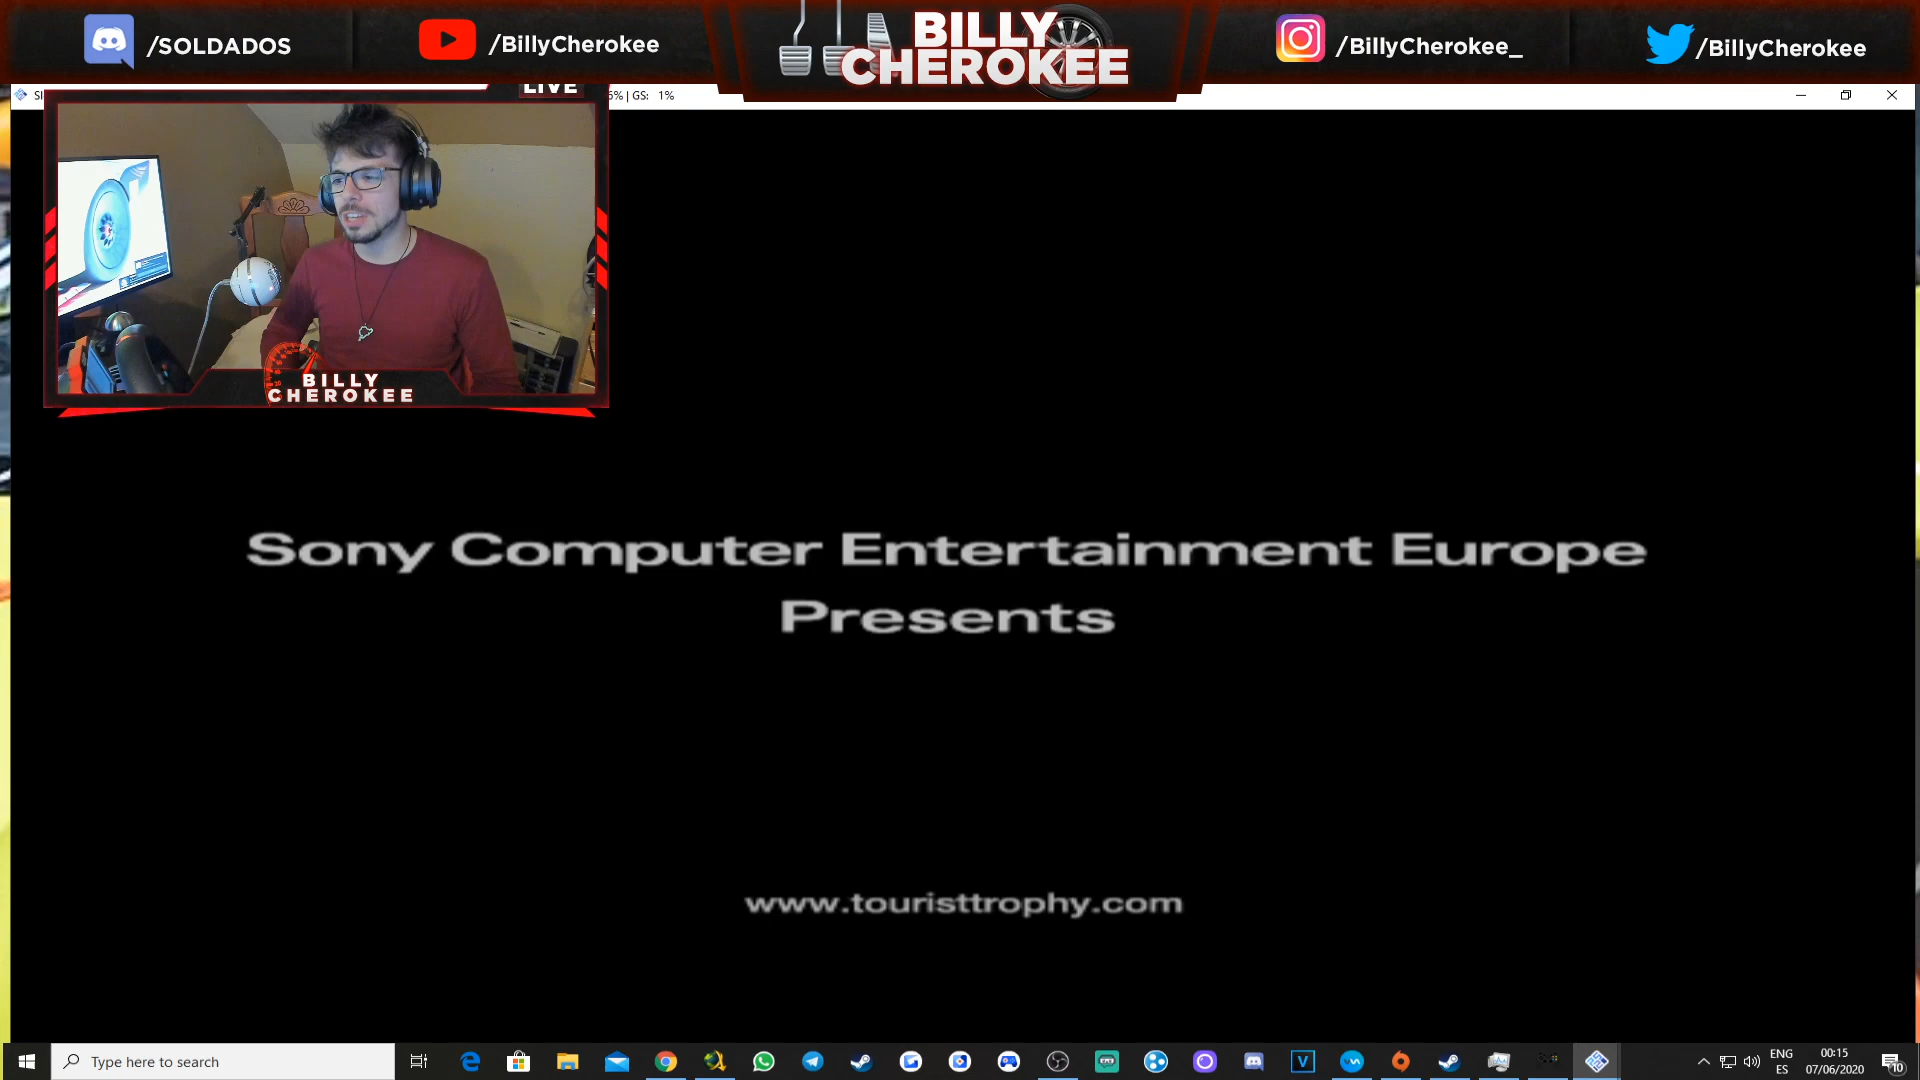 /SOLDADOS
/BillyCherokee
BILLY
CHEROKEE
/BillyCherokee_
/BillyCherokee
LIVE
% | GS: 1%
BILLY
CHEROKEE
Sony Computer Entertainment Europe
Presents
www.touristtrophy.com
Type here to search
ENG
ES
00:15
07/06/2020
10